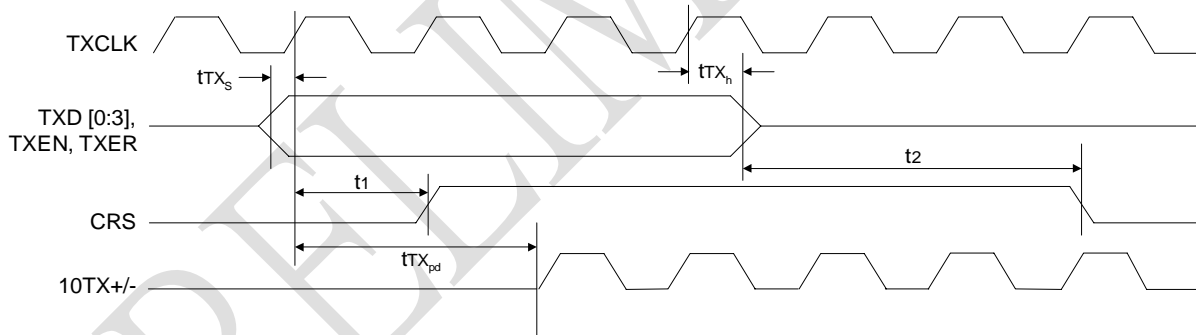 TXCLK
tTXs
tTXh
TXD [0:3],
TXEN, TXER
t2
t1
CRS
tTXpd
10TX+/-